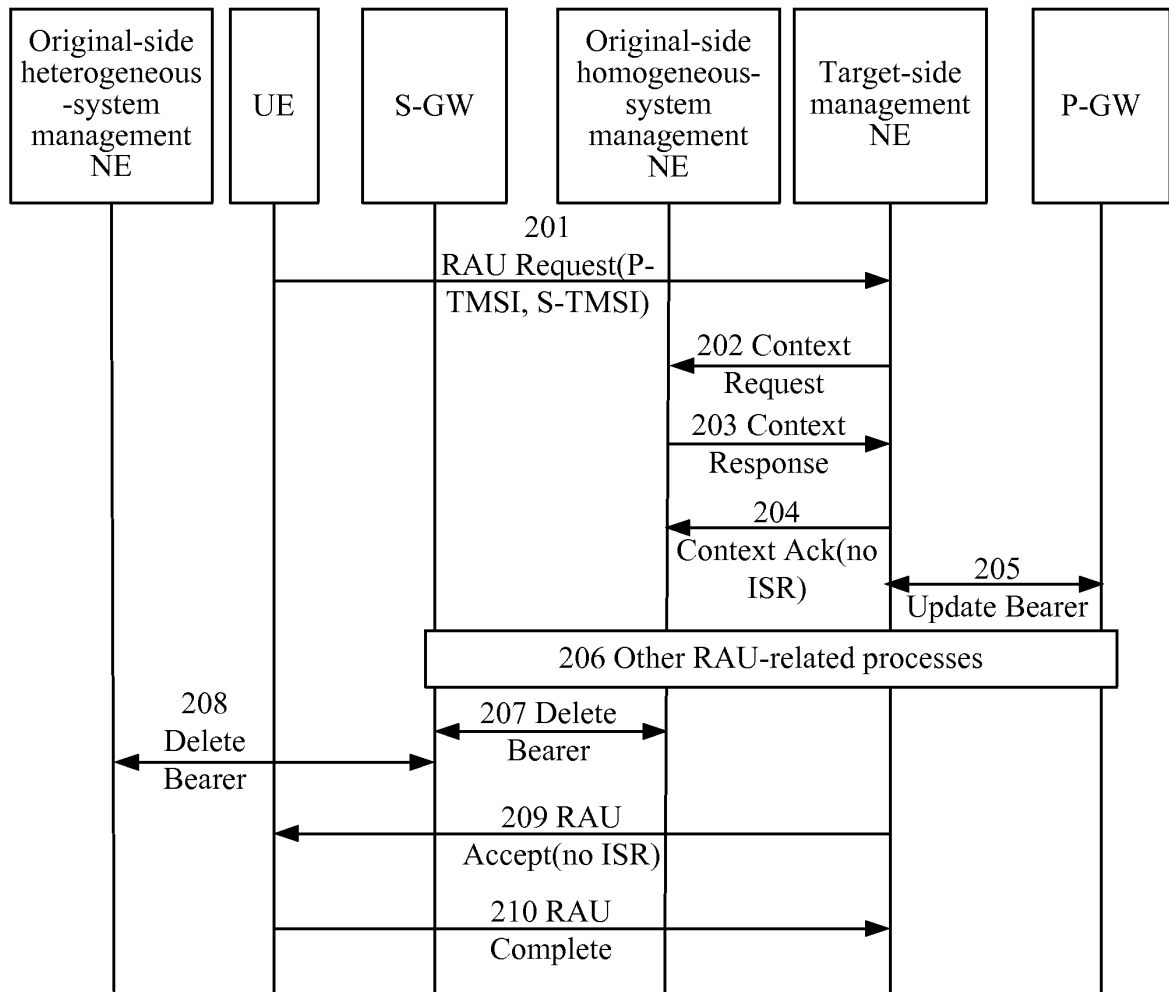 Original-side
heterogeneous
-system
management
NE
UE
S-GW
Original-side
homogeneous-
system
management
NE
Target-side
management
NE
P-GW
201
RAU Request(P-
TMSI, S-TMSI)
202 Context
Request
203 Context
Response
204
Context Ack(no
ISR)
205
Update Bearer
206 Other RAU-related processes
207 Delete
Bearer
208
Delete
Bearer
209 RAU
Accept(no ISR)
210 RAU
Complete